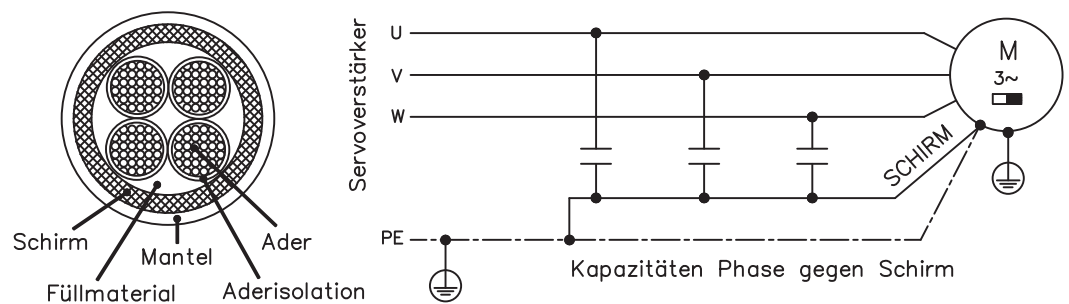 Schirm
Füllmaterial
Mantel
Aderisolation
Ader
Servoverstärker
U
V
W
PE
SCHIRM
M
3~
Kapazitäten Phase gegen Schirm